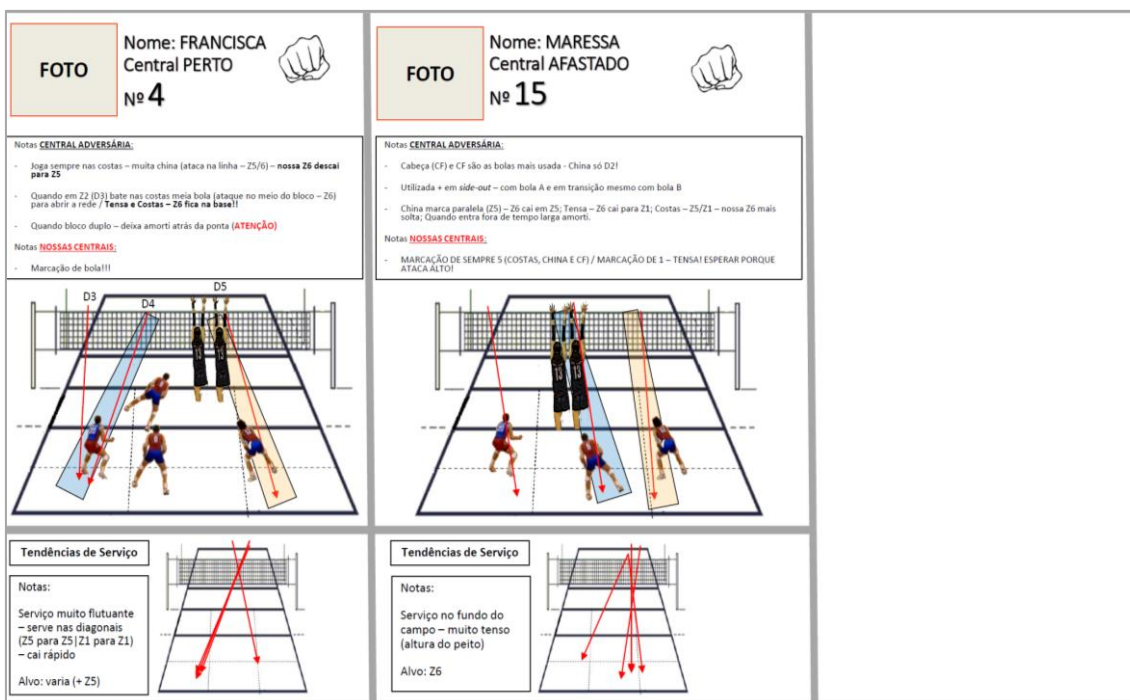 FOTO
Nome: FRANCISCA
Central PERTO
Nº 4
Notas CENTRAL ADVERSÁRIA:
- Joga sempre nas costas – muita china (ataca na linha – Z5/6) – nossa Z6 descai
para Z5
- Quando em Z2 (D3) bate nas costas meia bola (ataque no meio do bloco – Z6)
para abrir a rede / Tensa e Costas – Z6 fica na base!!
- Quando bloco duplo – deixa amorti atrás da ponta (ATENÇÃO)
Notas NOSSAS CENTRAIS:
- Marcação de bola!!!
D3
D4
D5
13
13
Tendências de Serviço
Notas:
Serviço muito flutuante
– serve nas diagonais
(Z5 para Z5|Z1 para Z1)
– cai rápido
Alvo: varia (+ Z5)
FOTO
Nome: MARESSA
Central AFASTADO
Nº 15
Notas CENTRAL ADVERSÁRIA:
- Cabeça (CF) e CF são as bolas mais usada - China só D2!
- Utilizada + em side-out – com bola A e em transição mesmo com bola B
- China marca paralela (Z5) – Z6 cai em Z5; Tensa – Z6 cai para Z1; Costas – Z5/Z1 – nossa Z6 mais
solta; Quando entra fora de tempo larga amorti.
Notas NOSSAS CENTRAIS:
- MARCAÇÃO DE SEMPRE 5 (COSTAS, CHINA E CF) / MARCAÇÃO DE 1 – TENSA! ESPERAR PORQUE
ATACA ALTO!
13
13
Tendências de Serviço
Notas:
Serviço no fundo do
campo – muito tenso
(altura do peito)
Alvo: Z6